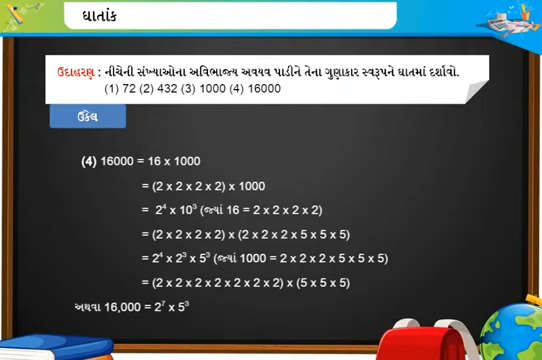 ઘાતાંક
ઉદાહરણ : નીચેની સંખ્યાઓના અવિભાજ્ય અવયવ પાડીને તેના ગુણાકાર સ્વરૂપને ઘાતમાં દર્શાવો.
(1) 72 (2) 432 (3) 1000 (4) 16000
ઉકેલ
(4) 16000 = 16 x 1000
= (2 x 2 x 2 x 2) x 1000
= 2⁴ x 10³ (જ્યાં 16 = 2 x 2 x 2 x 2)
= (2 x 2 x 2 x 2) x (2 x 2 x 2 x 5 x 5 x 5)
= 2⁴ x 2³ x 5³ (જ્યાં 1000 = 2 x 2 x 2 x 5 x 5 x 5)
= (2 x 2 x 2 x 2 x 2 x 2 x 2) x (5 x 5 x 5)
અથવા 16,000 = 2⁷ x 5³